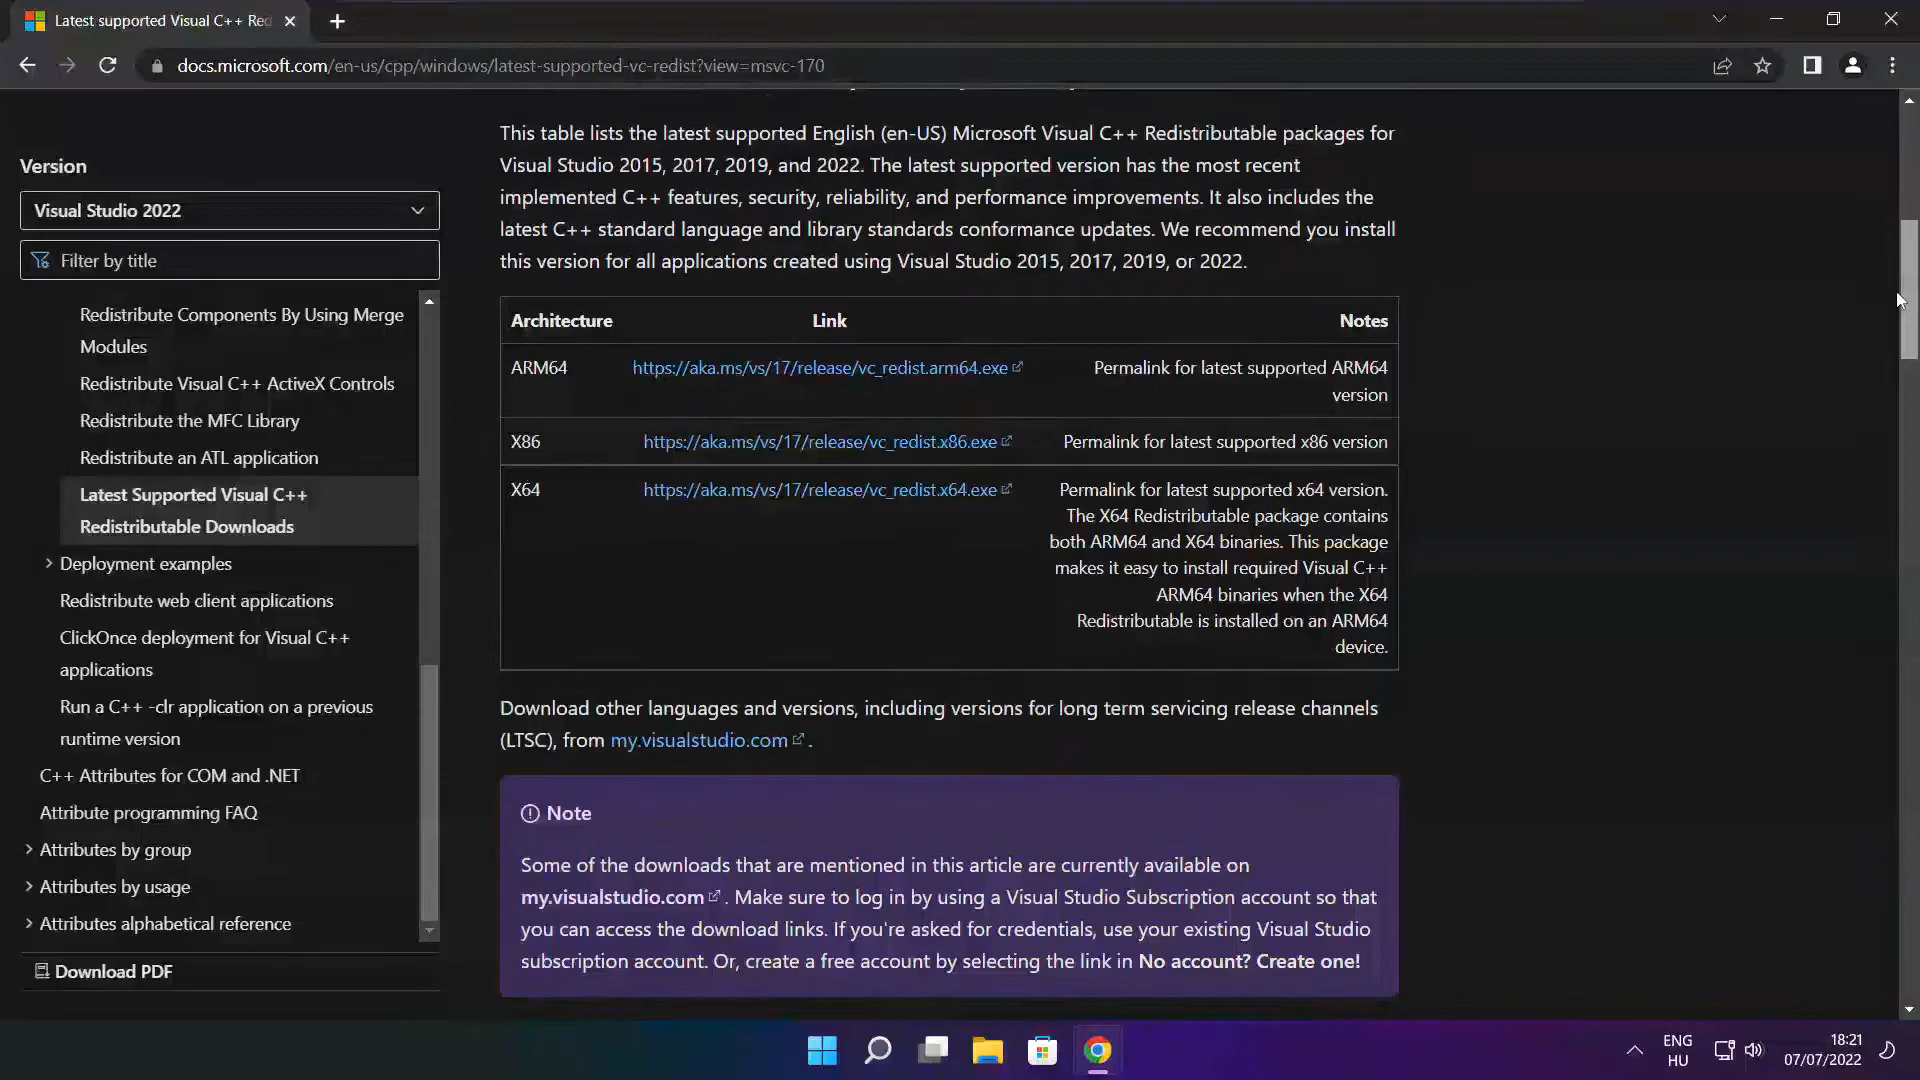 Latest supported Visual C++ Red
docs.microsoft.com/en-us/cpp/windows/latest-supported-vc-redist?view=msvc-170
Version
Visual Studio 2022
Filter by title
Redistribute Components By Using Merge
Modules
Redistribute Visual C++ ActiveX Controls
Redistribute the MFC Library
Redistribute an ATL application
Latest Supported Visual C++
Redistributable Downloads
Deployment examples
Redistribute web client applications
ClickOnce deployment for Visual C++
applications
Run a C++ -clr application on a previous
runtime version
C++ Attributes for COM and .NET
Attribute programming FAQ
Attributes by group
Attributes by usage
Attributes alphabetical reference
Download PDF
This table lists the latest supported English (en-US) Microsoft Visual C++ Redistributable packages for
Visual Studio 2015, 2017, 2019, and 2022. The latest supported version has the most recent
implemented C++ features, security, reliability, and performance improvements. It also includes the
latest C++ standard language and library standards conformance updates. We recommend you install
this version for all applications created using Visual Studio 2015, 2017, 2019, or 2022.
Architecture Link Notes
ARM64 https://aka.ms/vs/17/release/vc_redist.arm64.exe Permalink for latest supported ARM64
version
X86 https://aka.ms/vs/17/release/vc_redist.x86.exe Permalink for latest supported x86 version
X64 https://aka.ms/vs/17/release/vc_redist.x64.exe Permalink for latest supported x64 version.
The X64 Redistributable package contains
both ARM64 and X64 binaries. This package
makes it easy to install required Visual C++
ARM64 binaries when the X64
Redistributable is installed on an ARM64
device.
Download other languages and versions, including versions for long term servicing release channels
(LTSC), from my.visualstudio.com .
Note
Some of the downloads that are mentioned in this article are currently available on
my.visualstudio.com . Make sure to log in by using a Visual Studio Subscription account so that
you can access the download links. If you're asked for credentials, use your existing Visual Studio
subscription account. Or, create a free account by selecting the link in No account? Create one!
ENG
HU
18:21
07/07/2022